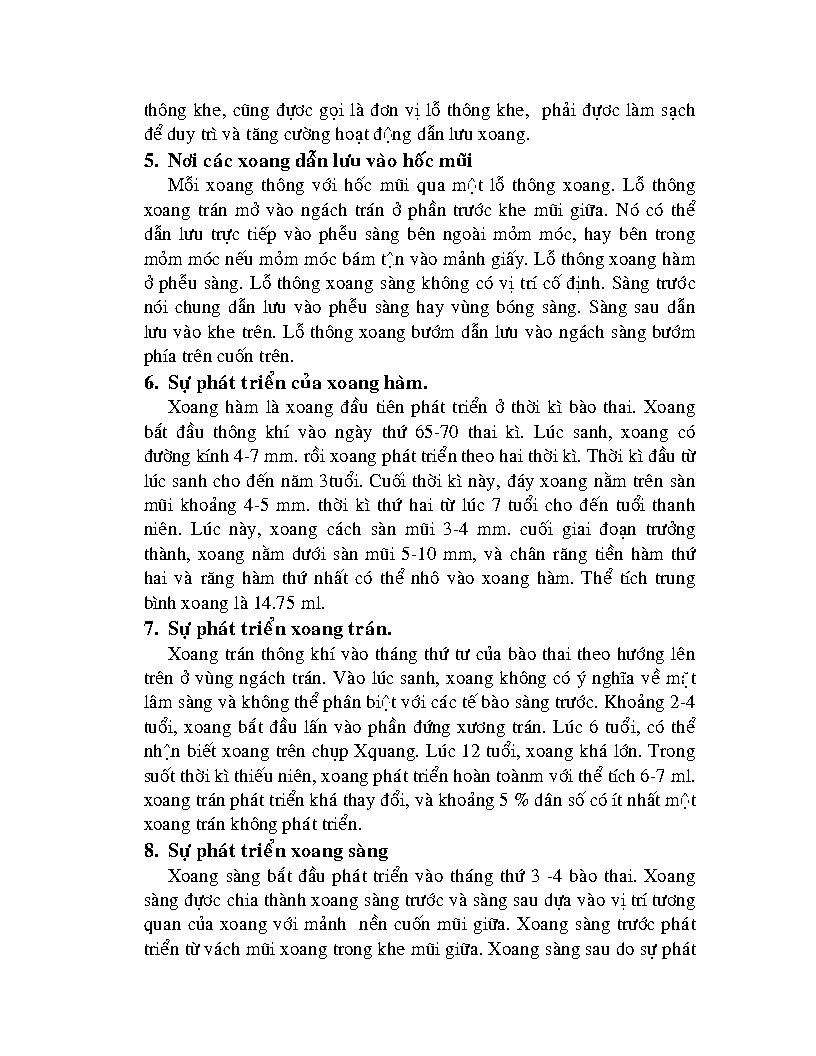 thông khe, cũng đựơc gọi là đơn vị lỗ thông khe, phải đựơc làm sạch
để duy trì và tăng cường hoạt động dẫn lưu xoang.
5. Nơi các xoang dẫn lưu vào hốc mũi
Mỗi xoang thông với hốc mũi qua một lỗ thông xoang. Lỗ thông
xoang trán mở vào ngách trán ở phần trước khe mũi giữa. Nó có thể
dẫn lưu trực tiếp vào phễu sàng bên ngoài mỏm móc, hay bên trong
mỏm móc nếu mỏm móc bám tận vào mảnh giấy. Lỗ thông xoang hàm
ở phễu sàng. Lỗ thông xoang sàng không có vị trí cố định. Sàng trước
nói chung dẫn lưu vào phễu sàng hay vùng bóng sàng. Sàng sau dẫn
lưu vào khe trên. Lỗ thông xoang bướm dẫn lưu vào ngách sàng bướm
phía trên cuốn trên.
6. Sự phát triển của xoang hàm.
Xoang hàm là xoang đầu tiên phát triển ở thời kì bào thai. Xoang
bắt đầu thông khí vào ngày thứ 65-70 thai kì. Lúc sanh, xoang có
đường kính 4-7 mm. rồi xoang phát triển theo hai thời kì. Thời kì đầu từ
lúc sanh cho đến năm 3tuổi. Cuối thời kì này, đáy xoang nằm trên sàn
mũi khoảng 4-5 mm. thời kì thứ hai từ lúc 7 tuổi cho đến tuổi thanh
niên. Lúc này, xoang cách sàn mũi 3-4 mm. cuối giai đoạn trưởng
thành, xoang nằm dưới sàn mũi 5-10 mm, và chân răng tiền hàm thứ
hai và răng hàm thứ nhất có thể nhô vào xoang hàm. Thể tích trung
bình xoang là 14.75 ml.
7. Sự phát triển xoang trán.
Xoang trán thông khí vào tháng thứ tư của bào thai theo hướng lên
trên ở vùng ngách trán. Vào lúc sanh, xoang không có ý nghĩa về mặt
lâm sàng và không thể phân biệt với các tế bào sàng trước. Khoảng 2-4
tuổi, xoang bắt đầu lấn vào phần đứng xương trán. Lúc 6 tuổi, có thể
nhận biết xoang trên chụp Xquang. Lúc 12 tuổi, xoang khá lớn. Trong
suốt thời kì thiếu niên, xoang phát triển hoàn toànm với thể tích 6-7 ml.
xoang trán phát triển khá thay đổi, và khoảng 5 % dân số có ít nhất một
xoang trán không phát triển.
8. Sự phát triển xoang sàng
Xoang sàng bắt đầu phát triển vào tháng thứ 3 -4 bào thai. Xoang
sàng đựơc chia thành xoang sàng trước và sàng sau dựa vào vị trí tương
quan của xoang với mảnh nền cuốn mũi giữa. Xoang sàng trước phát
triển từ vách mũi xoang trong khe mũi giữa. Xoang sàng sau do sự phát